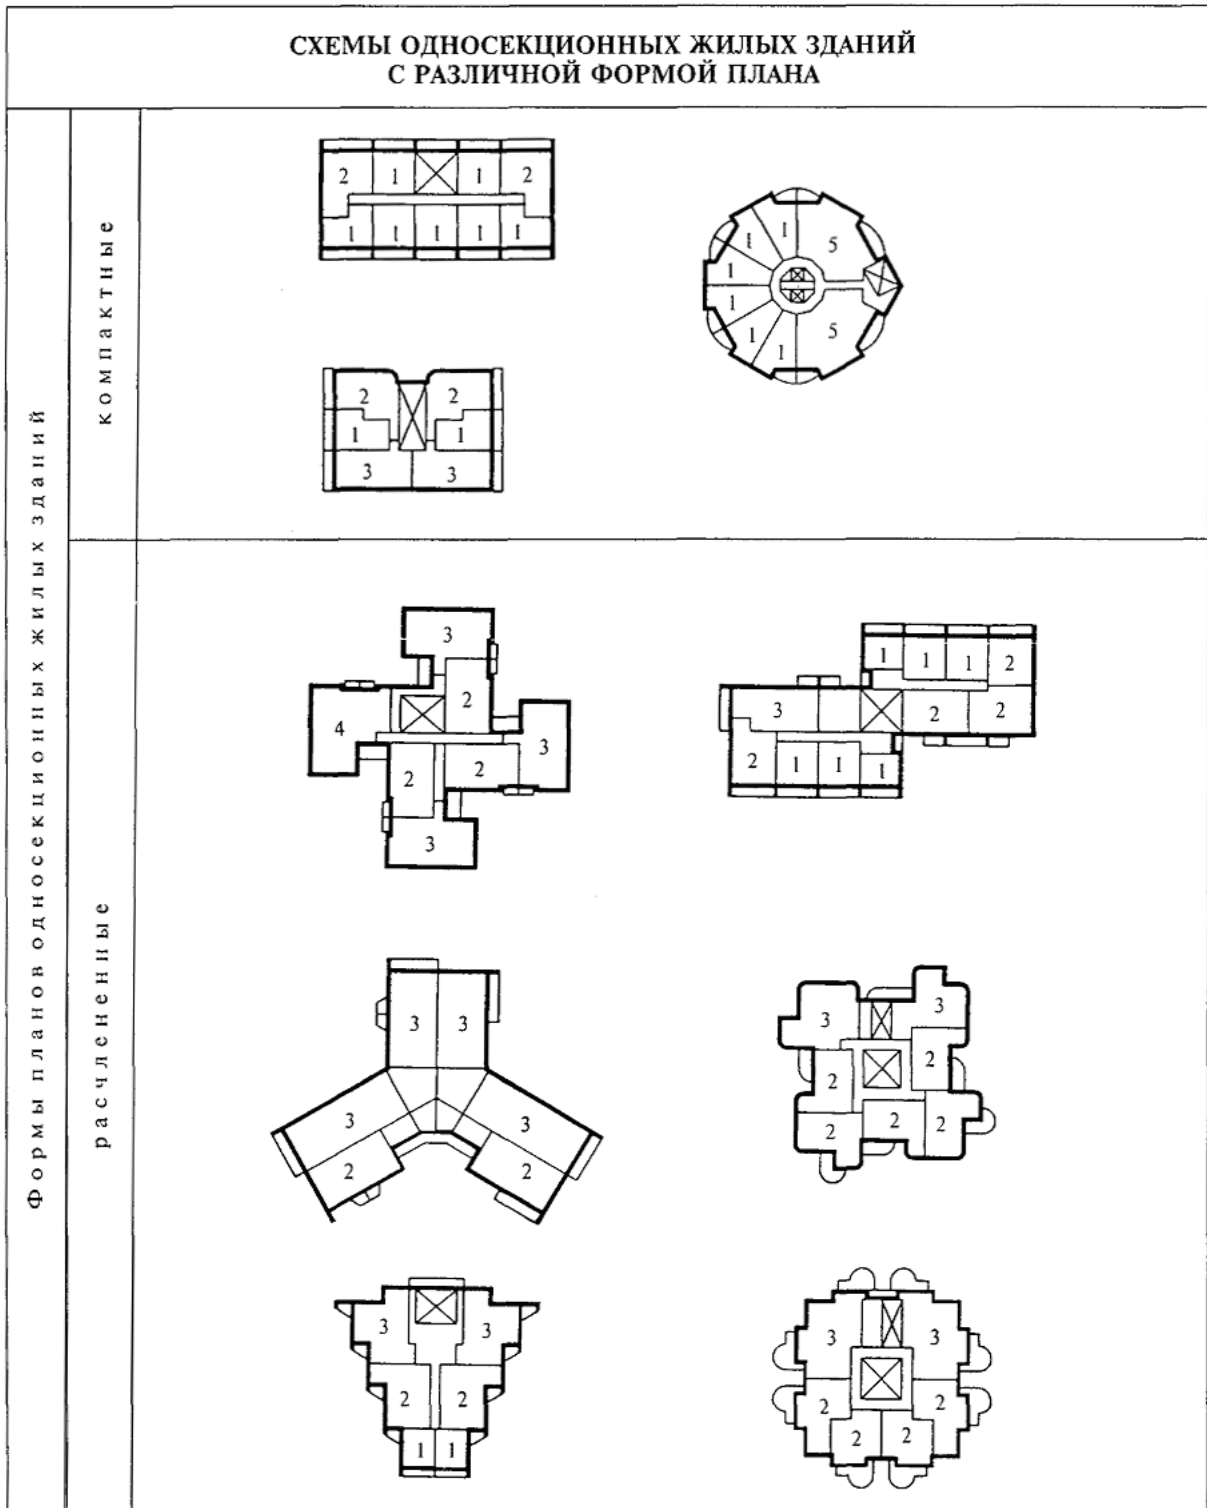 СХЕМЫ ОДНОСЕКЦИОННЫХ ЖИЛЫХ ЗДАНИЙ
С РАЗЛИЧНОЙ ФОРМОЙ ПЛАНА
Формы планов односекционных жилых зданий
компактные
2 1 1 2
1 1 1 1 1
1 5
1
1
1
1
1 5
2 2
1 1
3 3
расчлененные
3
2
4 3
2 2
3
1 1 1 2
3 2 2
2 1 1 1
3 3
3 3
2 2
3 3
2 2
2 2 2
3 3
2 2
1 1
3 3
2 2
2 2